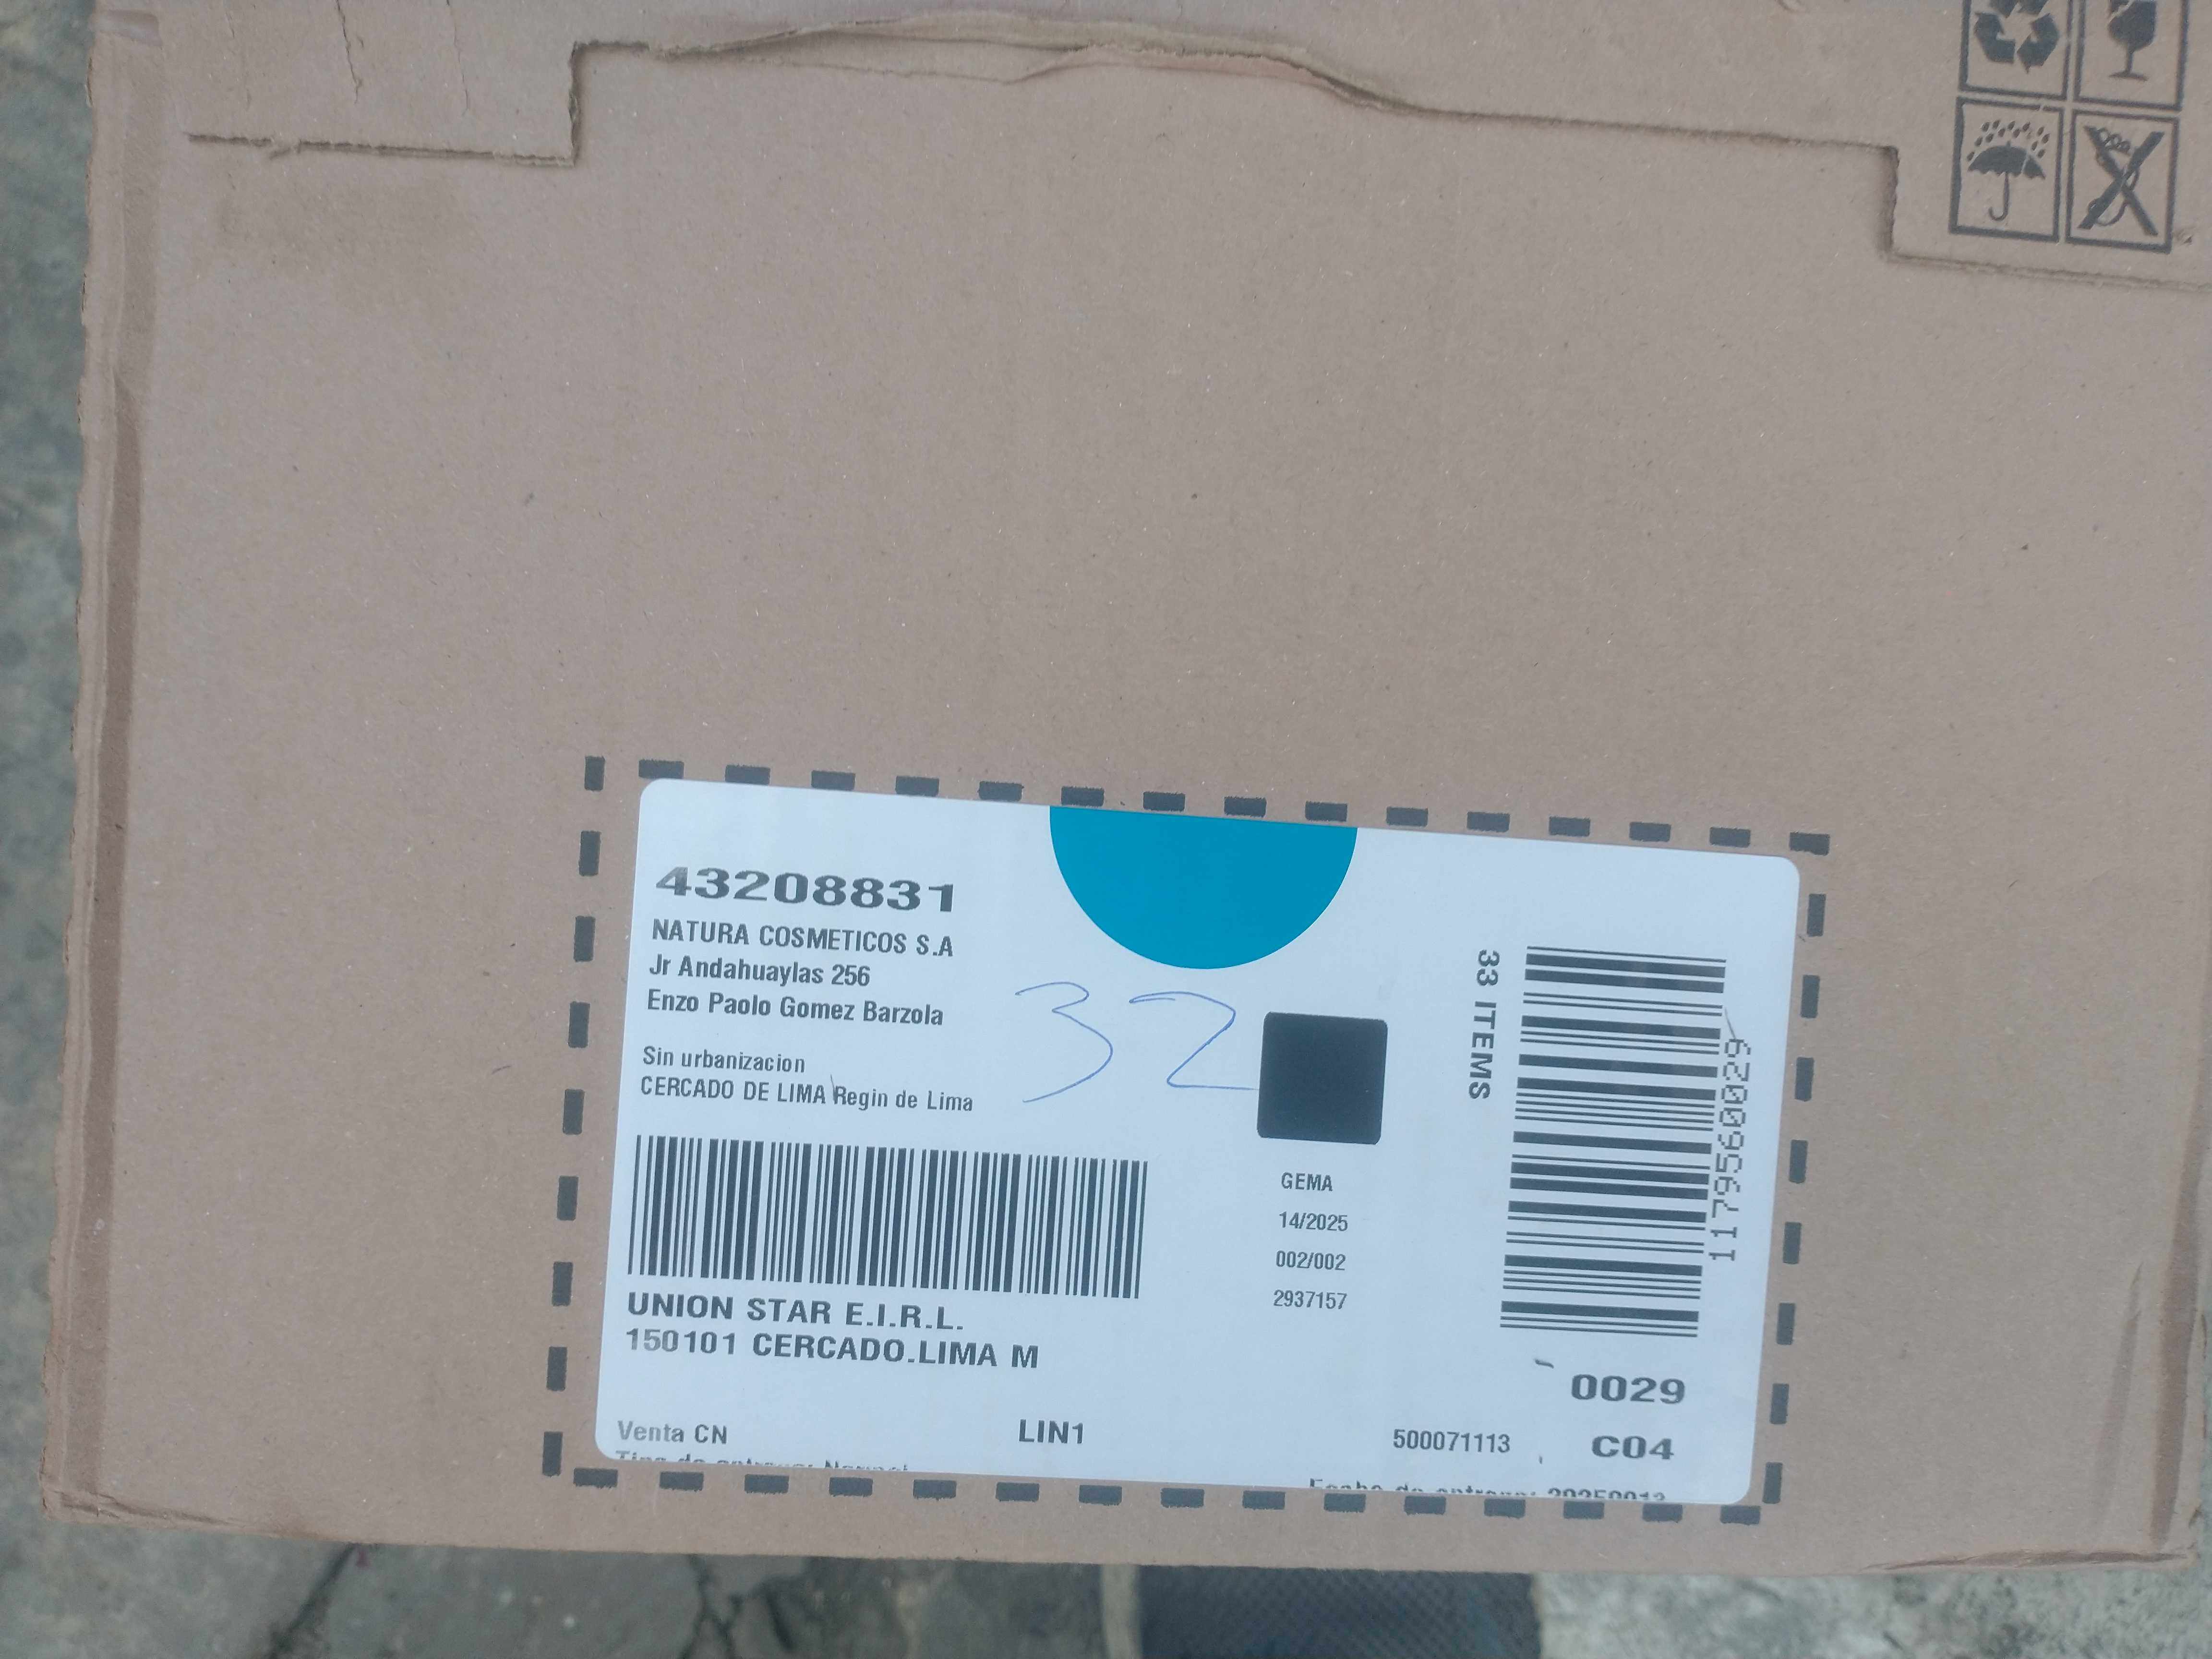 43208831
NATURA COSMETICOS S.A
Jr Andahuaylas 256
Enzo Paolo Gomez Barzola
32
Sin urbanizacion
CERCADO DE LIMA Regin de Lima
UNION STAR E.I.R.L.
150101 CERCADO.LIMA M
GEMA
14/2025
002/002
2937157
33 ITEMS
1179560029
0029
Venta CN
LIN1
500071113
C04